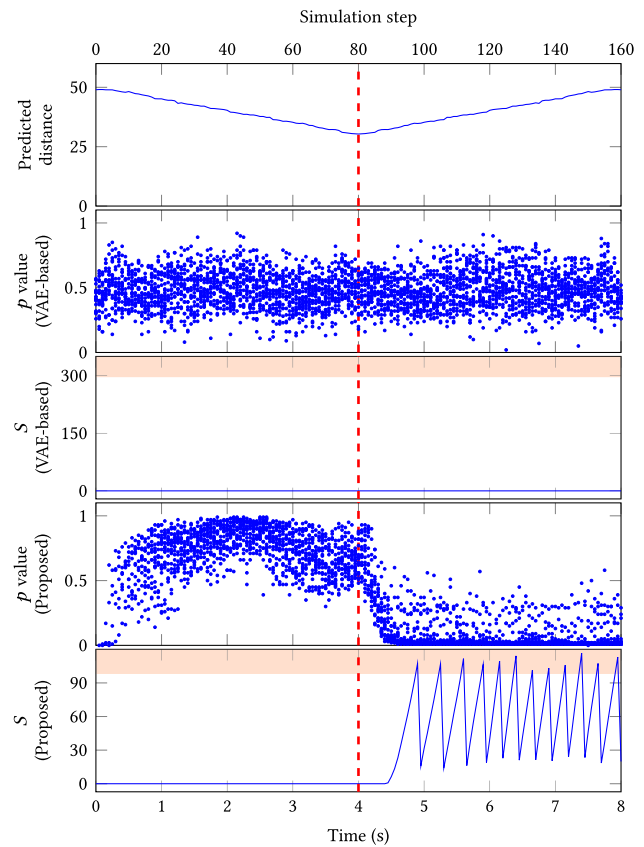 Simulation step
0 20 40 60 80 100 120 140 160
Predicted
distance
50
25
0
p value
(VAE-based)
1
0.5
0
S
(VAE-based)
300
150
0
p value
(Proposed)
1
0.5
0
S
(Proposed)
90
60
30
0
0 1 2 3 4 5 6 7 8
Time (s)